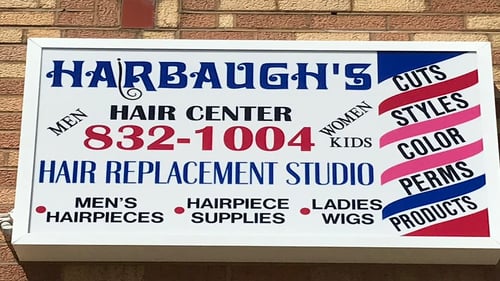 HAIRBAUGH'S
HAIR CENTER
MEN
WOMEN
KIDS
832-1004
HAIR REPLACEMENT STUDIO
• MEN'S HAIRPIECES
• HAIRPIECE SUPPLIES
• LADIES WIGS
CUTS
STYLES
COLOR
PERMS
PRODUCTS